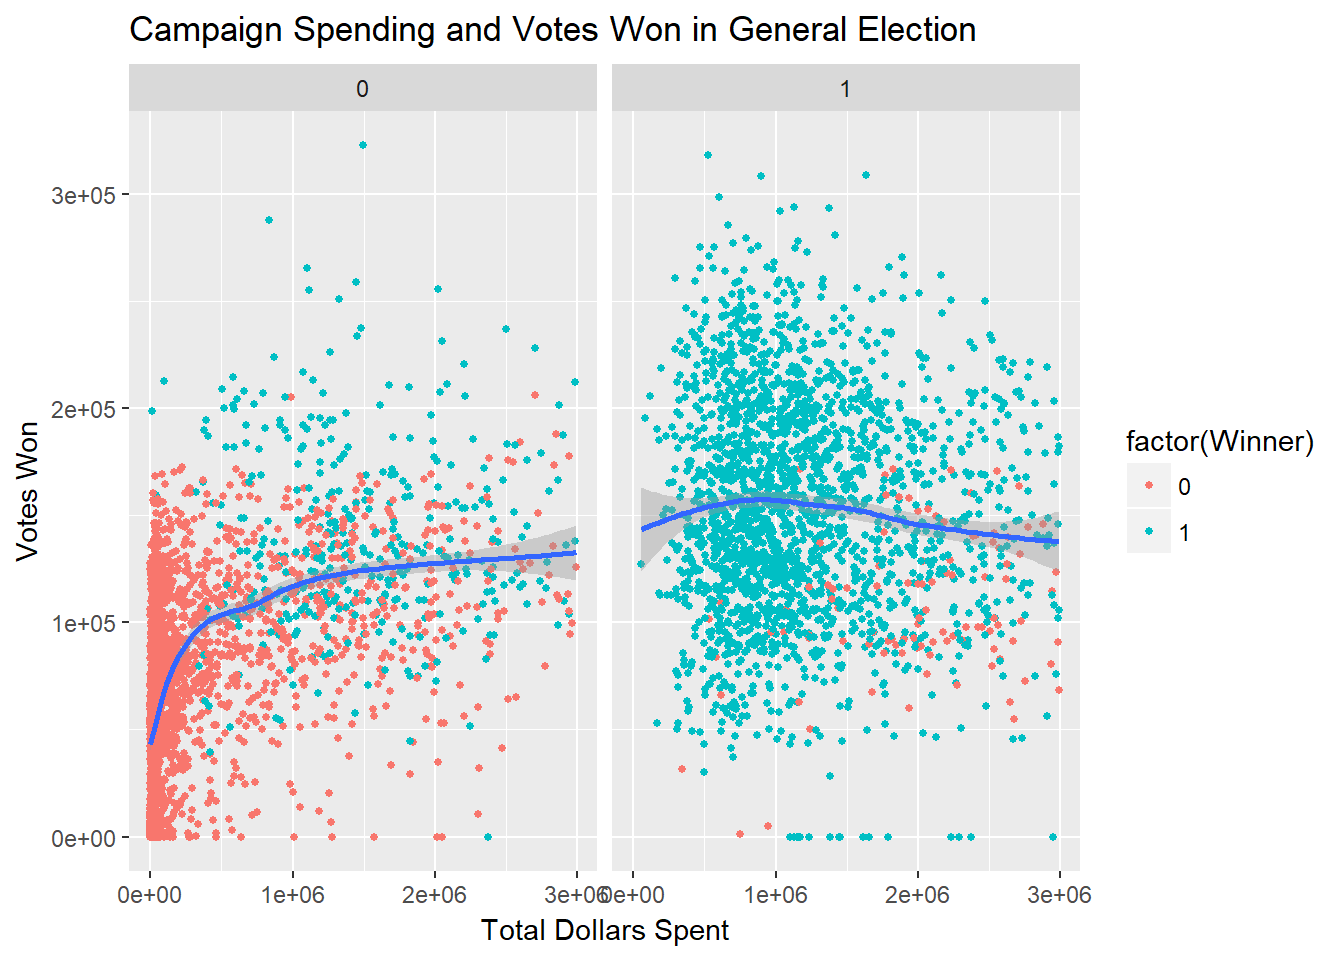 Campaign Spending and Votes Won in General Election
0
1
3e+05
2e+05
1e+05
0e+00
Votes Won
0e+00 1e+06 2e+06 3e+06
0e+00 1e+06 2e+06 3e+06
Total Dollars Spent
factor(Winner)
0
1